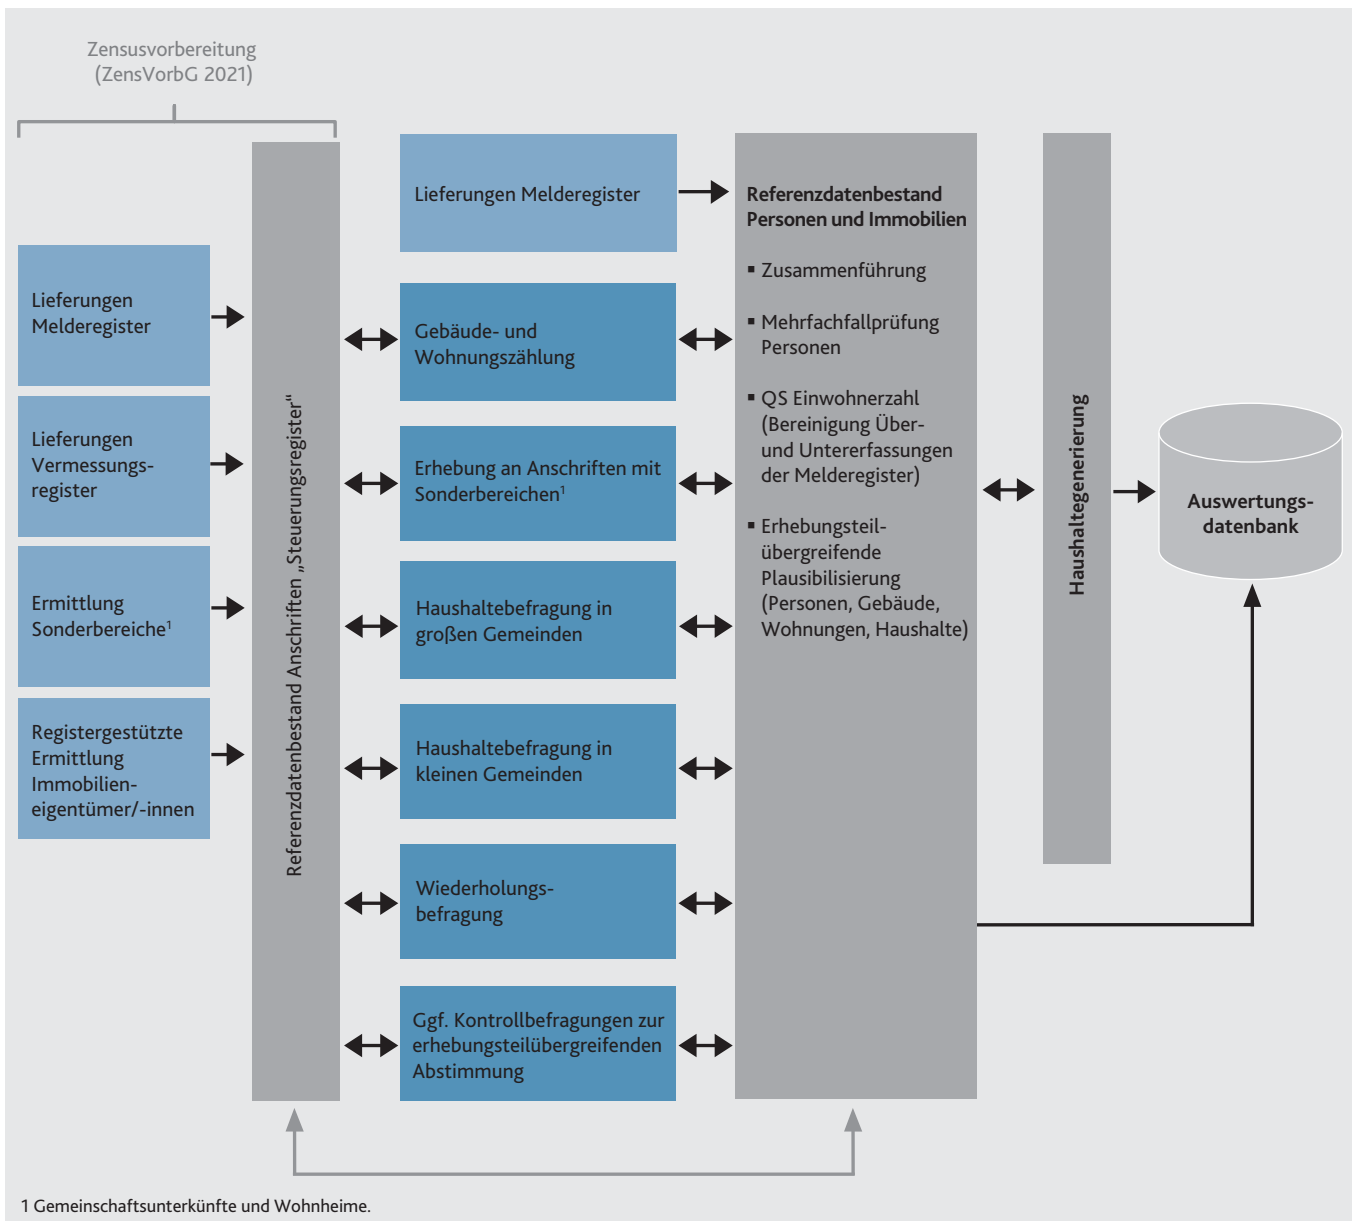 Zensusvorbereitung
(ZensVorbG 2021)
Lieferungen
Melderegister
Lieferungen
Vermessungs-
register
Ermittlung
Sonderbereiche¹
Registergestützte
Ermittlung
Immobilien-
eigentümer/-innen
Referenzdatenbestand Anschriften „Steuerungsregister“
Lieferungen Melderegister
Gebäude- und
Wohnungszählung
Erhebung an Anschriften mit
Sonderbereichen¹
Haushaltebefragung in
großen Gemeinden
Haushaltebefragung in
kleinen Gemeinden
Wiederholungs-
befragung
Ggf. Kontrollbefragungen zur
erhebungsteilübergreifenden
Abstimmung
Referenzdatenbestand
Personen und Immobilien
▪ Zusammenführung
▪ Mehrfachfallprüfung
Personen
▪ QS Einwohnerzahl
(Bereinigung Über-
und Untererfassungen
der Melderegister)
▪ Erhebungsteil-
übergreifende
Plausibilisierung
(Personen, Gebäude,
Wohnungen, Haushalte)
Haushaltegenerierung
Auswertungs-
datenbank
1 Gemeinschaftsunterkünfte und Wohnheime.